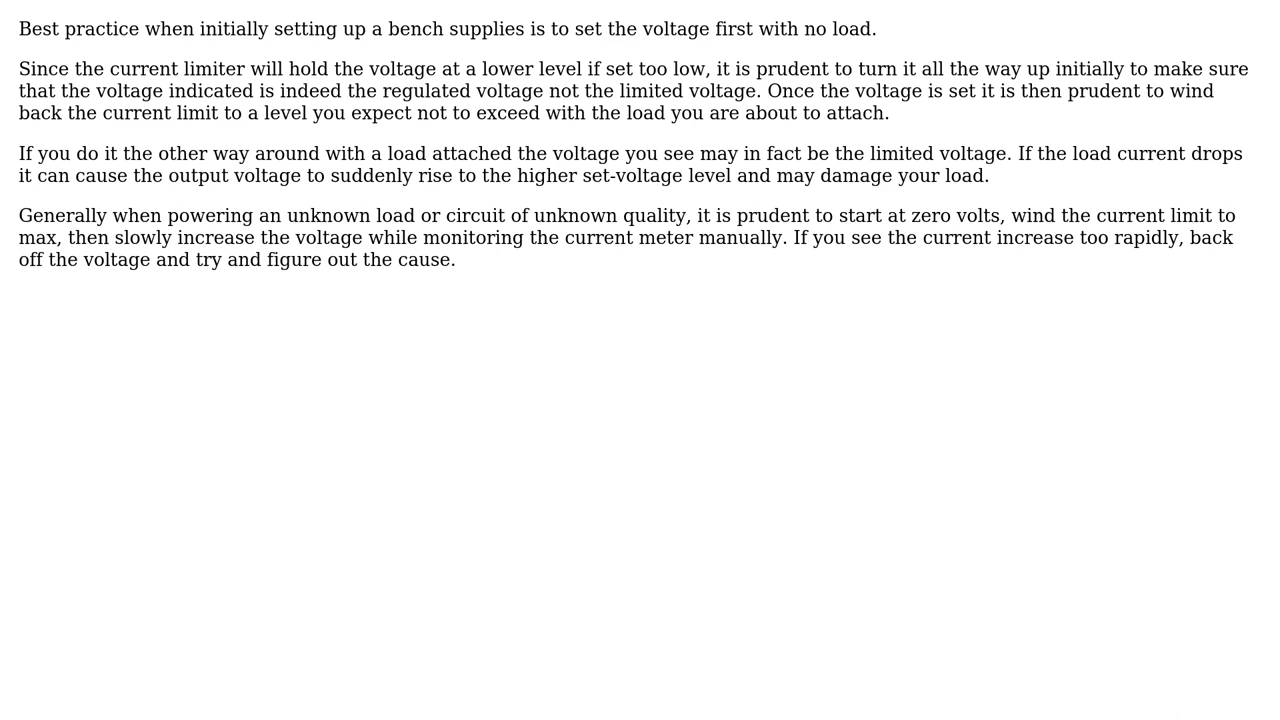 Best practice when initially setting up a bench supplies is to set the voltage first with no load.
Since the current limiter will hold the voltage at a lower level if set too low, it is prudent to turn it all the way up initially to make sure
that the voltage indicated is indeed the regulated voltage not the limited voltage. Once the voltage is set it is then prudent to wind
back the current limit to a level you expect not to exceed with the load you are about to attach.
If you do it the other way around with a load attached the voltage you see may in fact be the limited voltage. If the load current drops
it can cause the output voltage to suddenly rise to the higher set-voltage level and may damage your load.
Generally when powering an unknown load or circuit of unknown quality, it is prudent to start at zero volts, wind the current limit to
max, then slowly increase the voltage while monitoring the current meter manually. If you see the current increase too rapidly, back
off the voltage and try and figure out the cause.